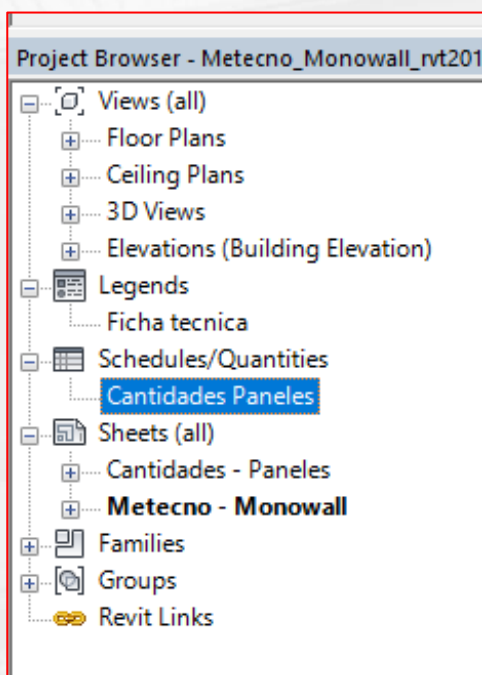 Project Browser - Metecno_Monowall_rvt201
Views (all)
Floor Plans
Ceiling Plans
3D Views
Elevations (Building Elevation)
Legends
Ficha tecnica
Schedules/Quantities
Cantidades Paneles
Sheets (all)
Cantidades - Paneles
Metecno - Monowall
Families
Groups
Revit Links